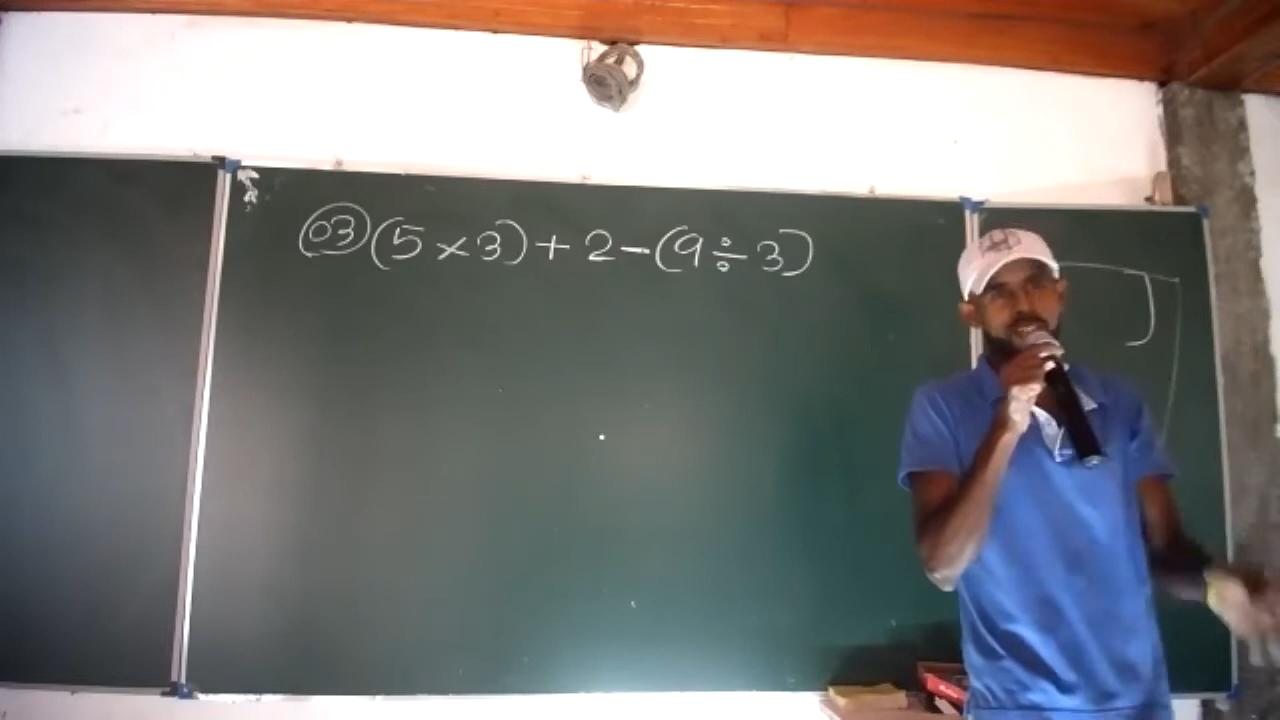 03 (5 × 3) + 2 − (9 ÷ 3)